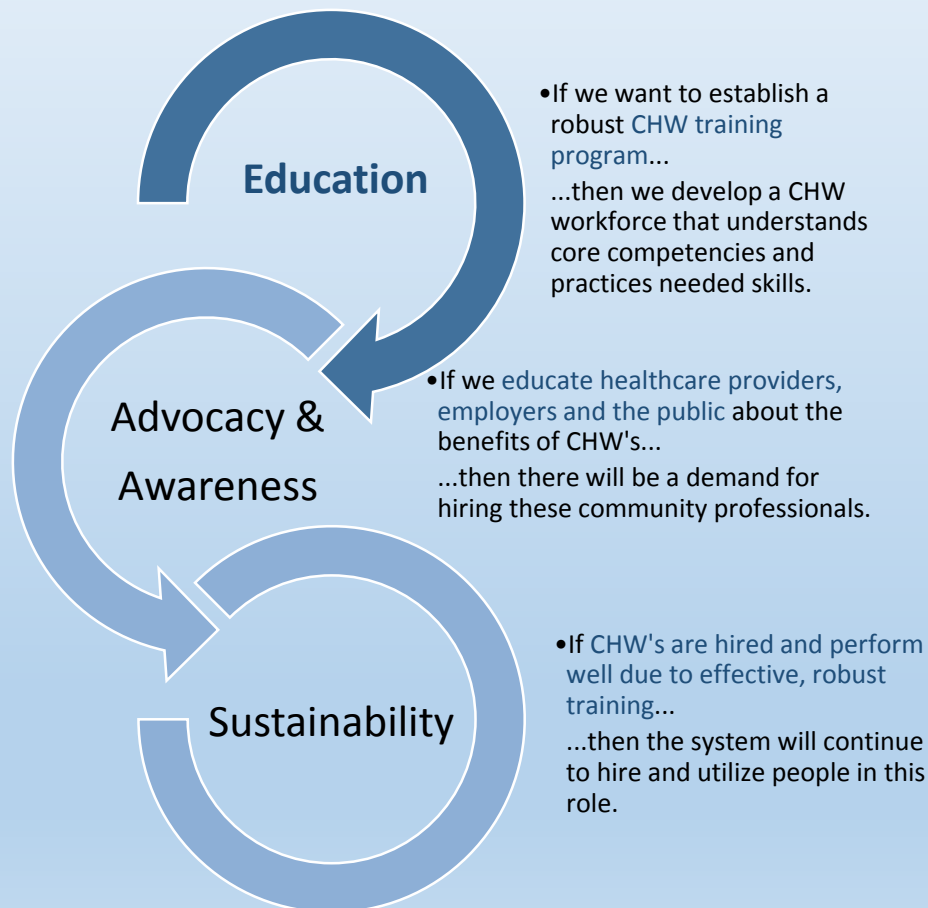 Education
•If we want to establish a
robust CHW training
program...
...then we develop a CHW
workforce that understands
core competencies and
practices needed skills.
Advocacy &
Awareness
•If we educate healthcare providers,
employers and the public about the
benefits of CHW's...
...then there will be a demand for
hiring these community professionals.
Sustainability
•If CHW's are hired and perform
well due to effective, robust
training...
...then the system will continue
to hire and utilize people in this
role.